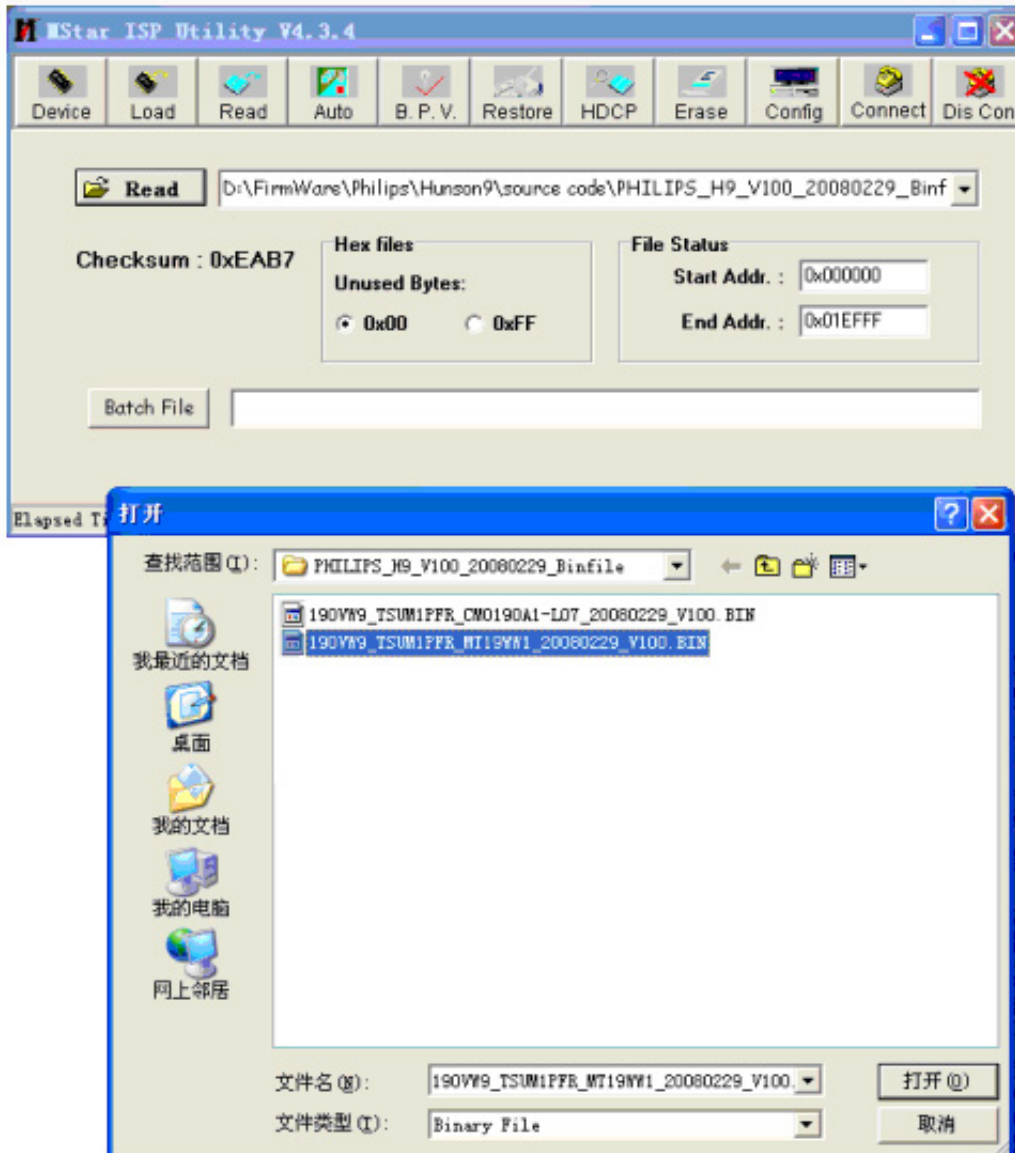 MStar ISP Utility V4.3.4
Device Load Read Auto B.P.V. Restore HDCP Erase Config Connect Dis Con
Read D:\FirmWare\Philips\Hunson9\source code\PHILIPS_H9_V100_20080229_Binf
Checksum : 0xEAB7
Hex files
Unused Bytes:
0x00 0xFF
File Status
Start Addr. : 0x000000
End Addr. : 0x01EFFF
Batch File
Elapsed Ti
打开
查找范围(I): PHILIPS_H9_V100_20080229_Binfile
190VW9_TSUM1PFR_CMO190A1-L07_20080229_V100.BIN
190VW9_TSUM1PFR_MT19WW1_20080229_V100.BIN
我最近的文档
桌面
我的文档
我的电脑
网上邻居
文件名(N): 190VW9_TSUM1PFR_MT19WW1_20080229_V100. 打开(O)
文件类型(T): Binary File 取消